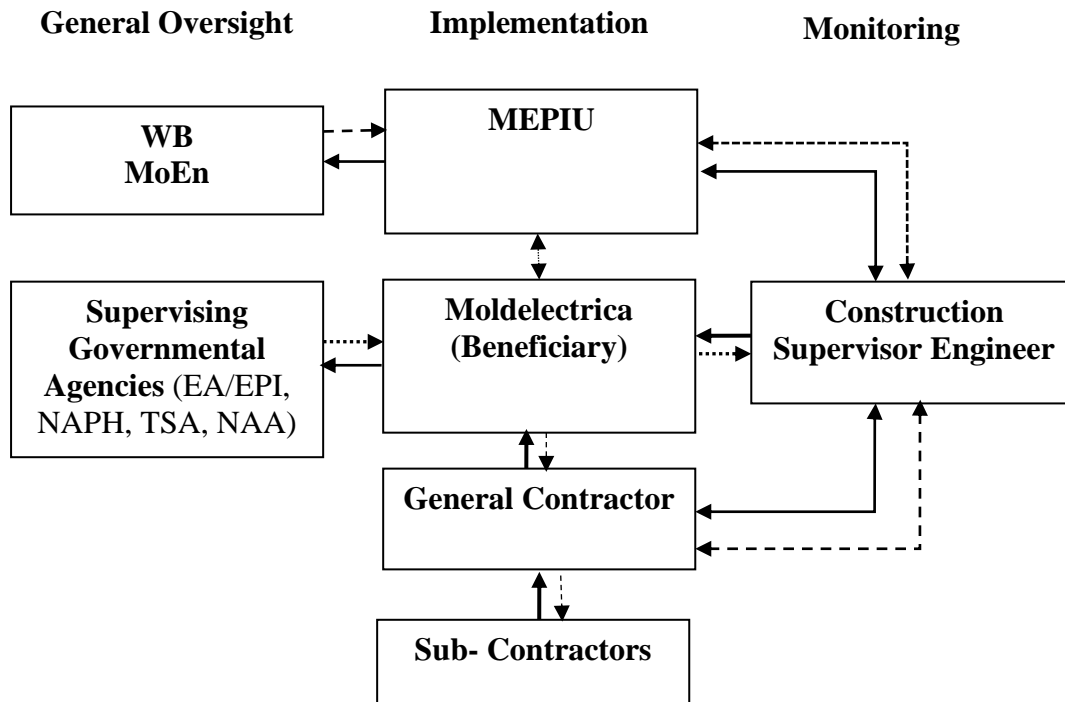 General Oversight
Implementation
Monitoring
WB
MoEn
MEPIU
Supervising
Governmental
Agencies (EA/EPI,
NAPH, TSA, NAA)
Moldelectrica
(Beneficiary)
Construction
Supervisor Engineer
General Contractor
Sub- Contractors